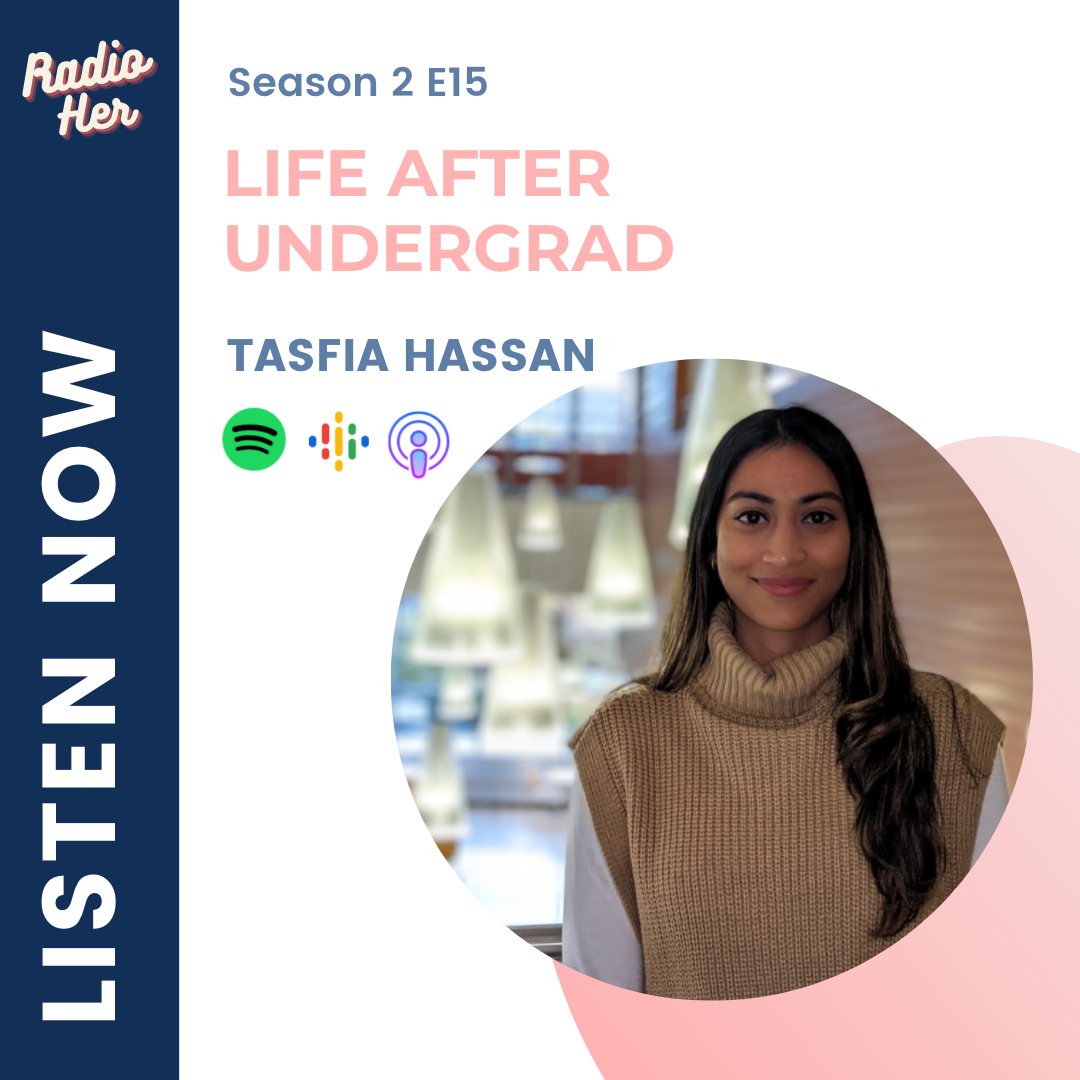 Radio
Her
Season 2 E15
LIFE AFTER
UNDERGRAD
TASFIA HASSAN
LISTEN NOW